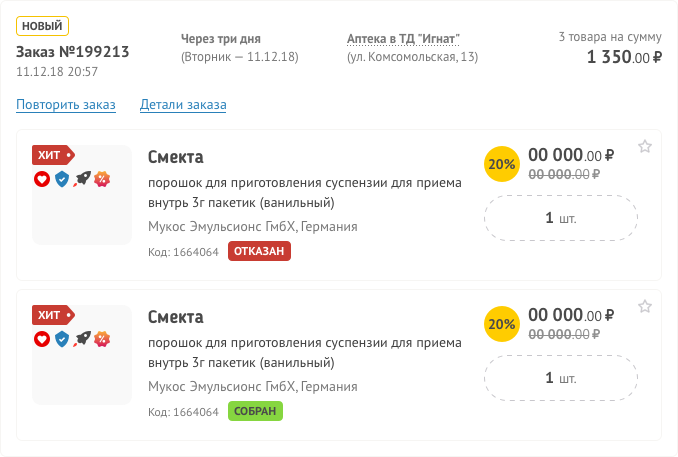 НОВЫЙ
Заказ №199213
11.12.18 20:57
Через три дня
(Вторник — 11.12.18)
Аптека в ТД "Игнат"
(ул. Комсомольская, 13)
3 товара на сумму
1 350.00 ₽
Повторить заказ
Детали заказа
ХИТ
Смекта
порошок для приготовления суспензии для приема
внутрь 3г пакетик (ванильный)
Мукос Эмульсионс ГмбХ, Германия
Код: 1664064
ОТКАЗАН
20%
00 000.00 ₽
00 000.00 ₽
1 шт.
ХИТ
Смекта
порошок для приготовления суспензии для приема
внутрь 3г пакетик (ванильный)
Мукос Эмульсионс ГмбХ, Германия
Код: 1664064
СОБРАН
20%
00 000.00 ₽
00 000.00 ₽
1 шт.